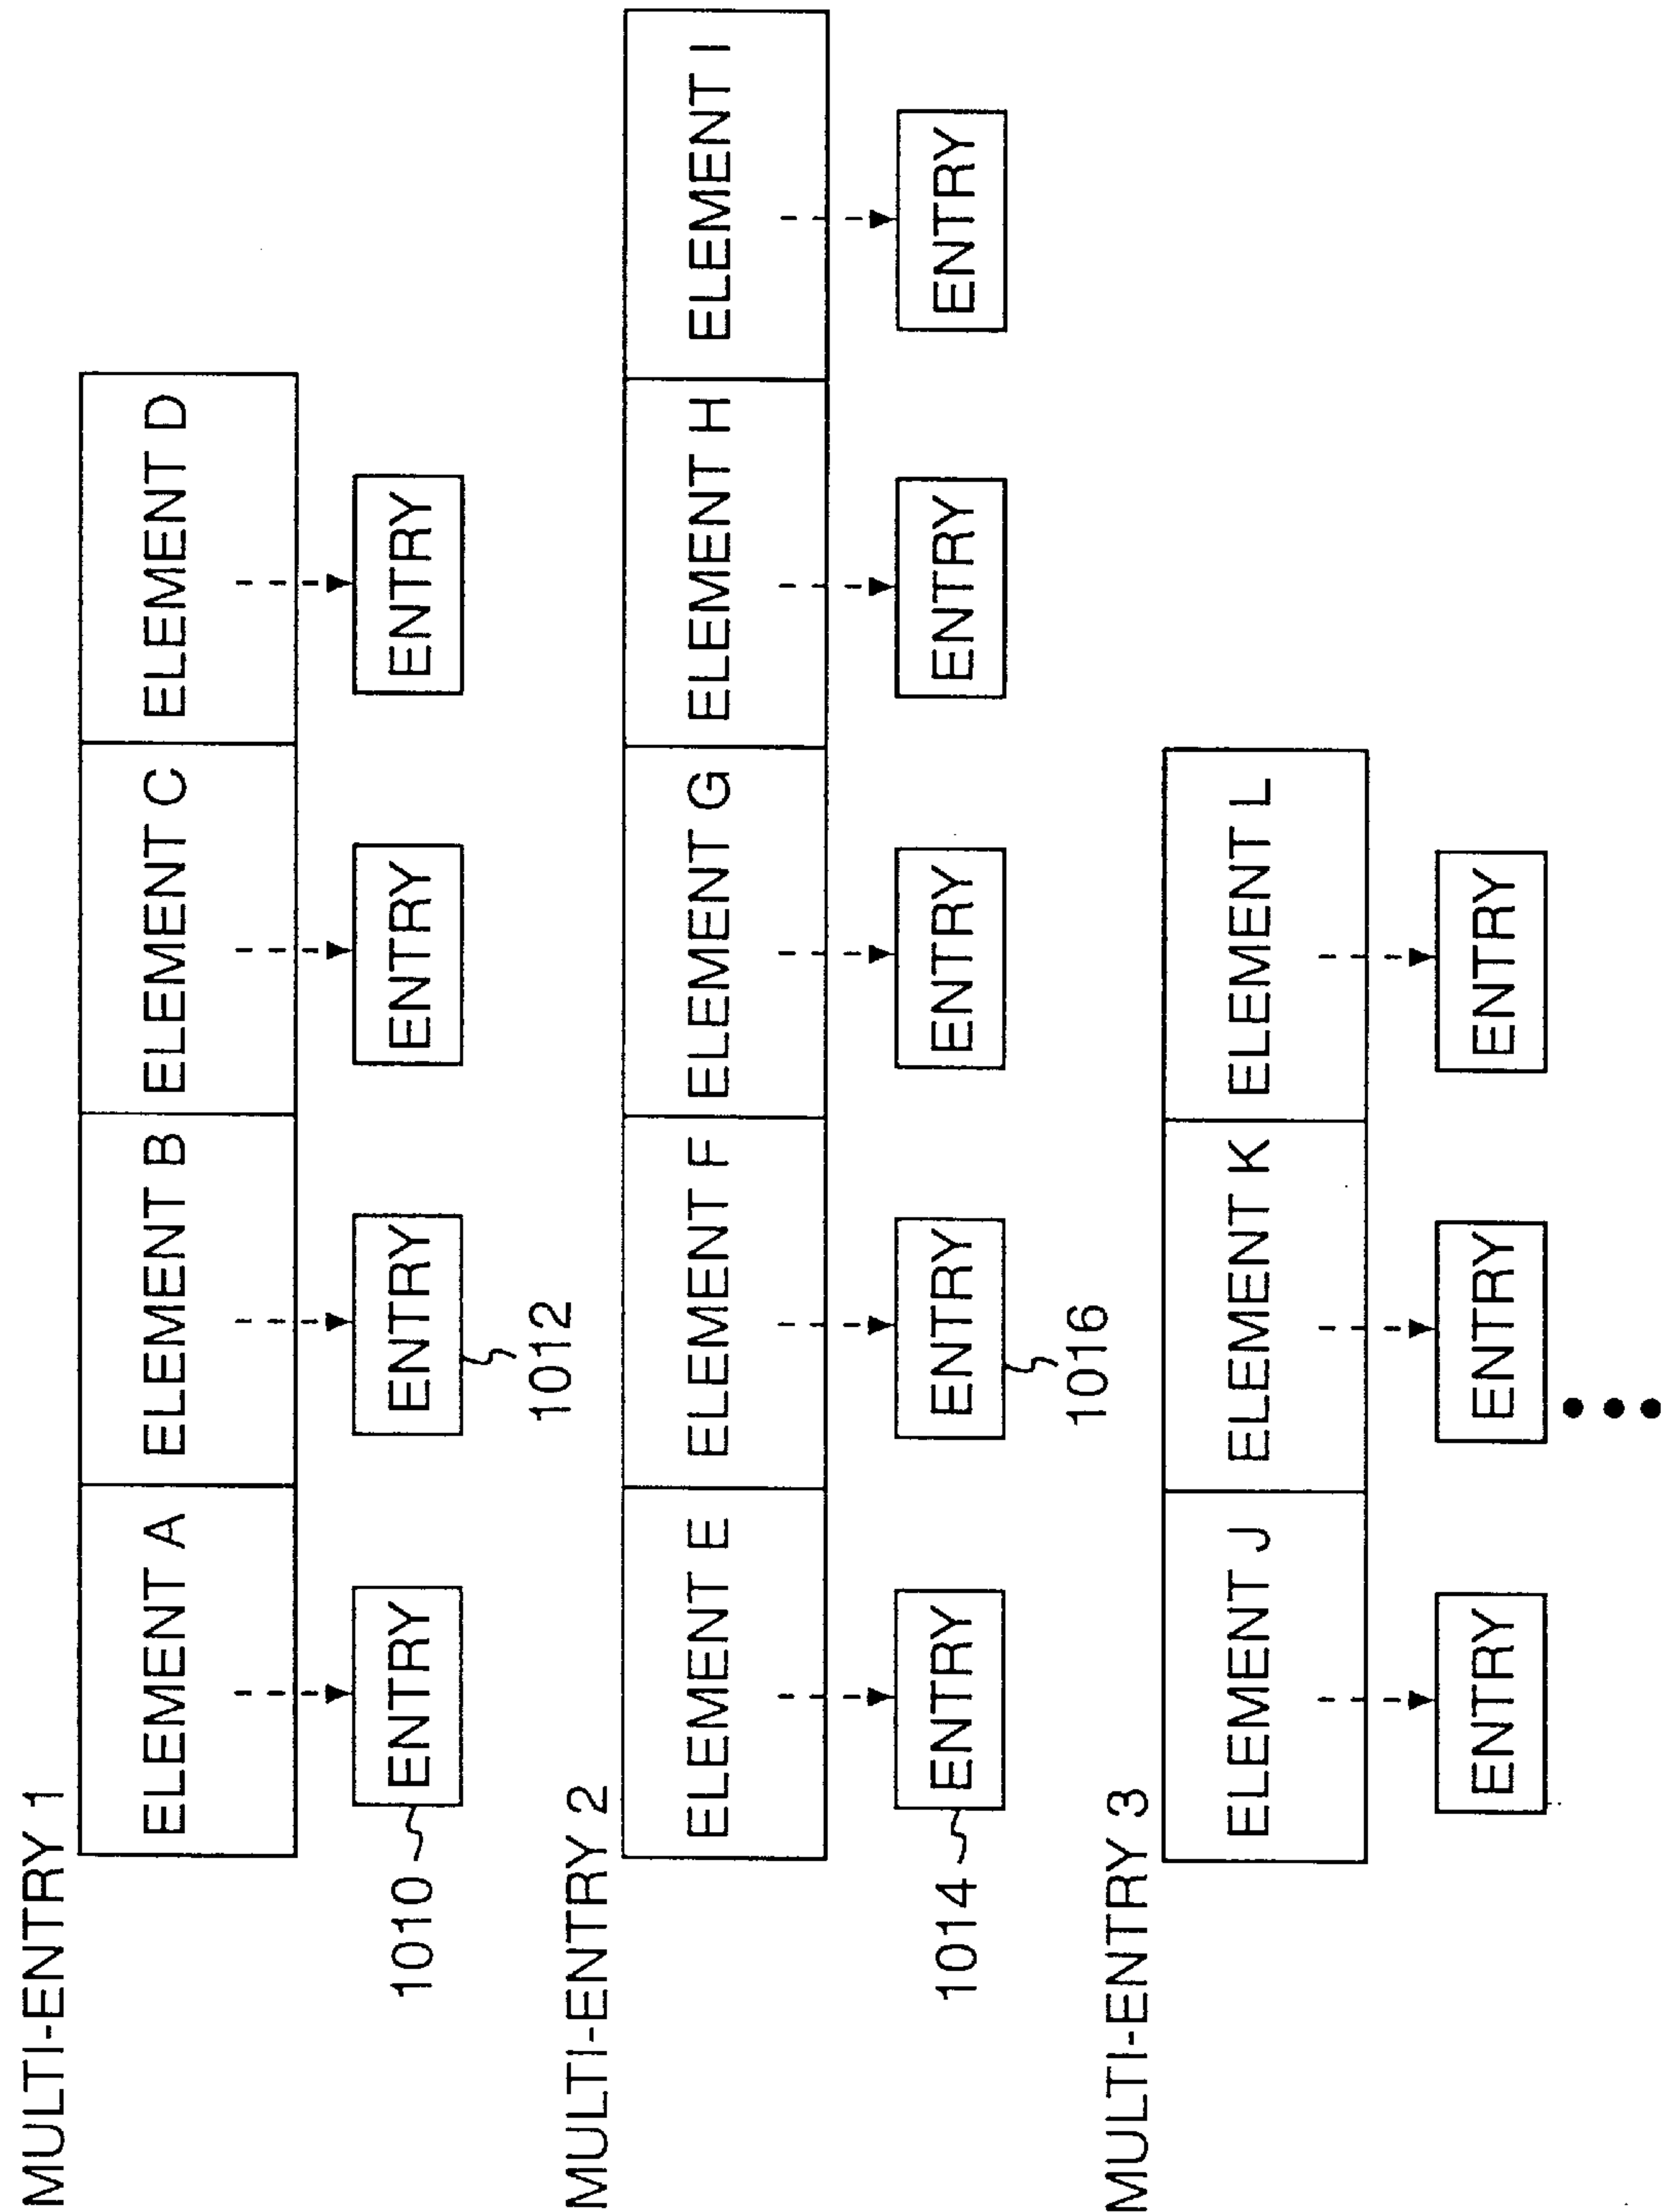 MULTI-ENTRY 1
ELEMENT A
ELEMENT B
ELEMENT C
ELEMENT D
ENTRY
ENTRY
ENTRY
ENTRY
1010
1012
MULTI-ENTRY 2
ELEMENT E
ELEMENT F
ELEMENT G
ELEMENT H
ELEMENT I
ENTRY
ENTRY
ENTRY
ENTRY
ENTRY
1014
1016
MULTI-ENTRY 3
ELEMENT J
ELEMENT K
ELEMENT L
ENTRY
ENTRY
ENTRY